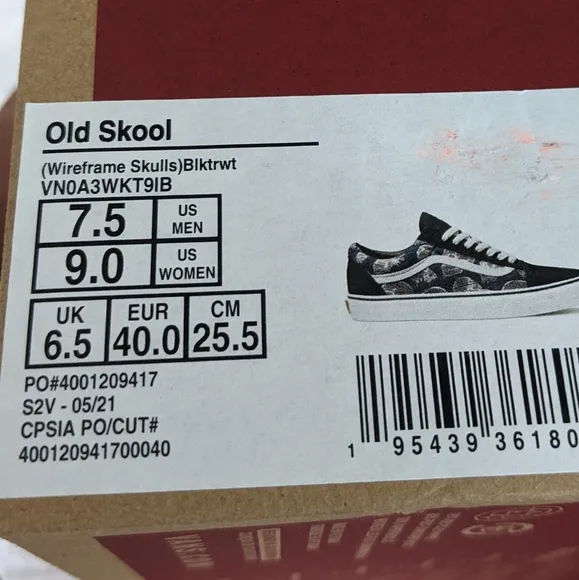 Old Skool
(Wireframe Skulls)Blktrwt
VN0A3WKT9IB
7.5 US MEN
9.0 US WOMEN
UK EUR CM
6.5 40.0 25.5
PO#4001209417
S2V - 05/21
CPSIA PO/CUT#
400120941700040
1 95439 36180